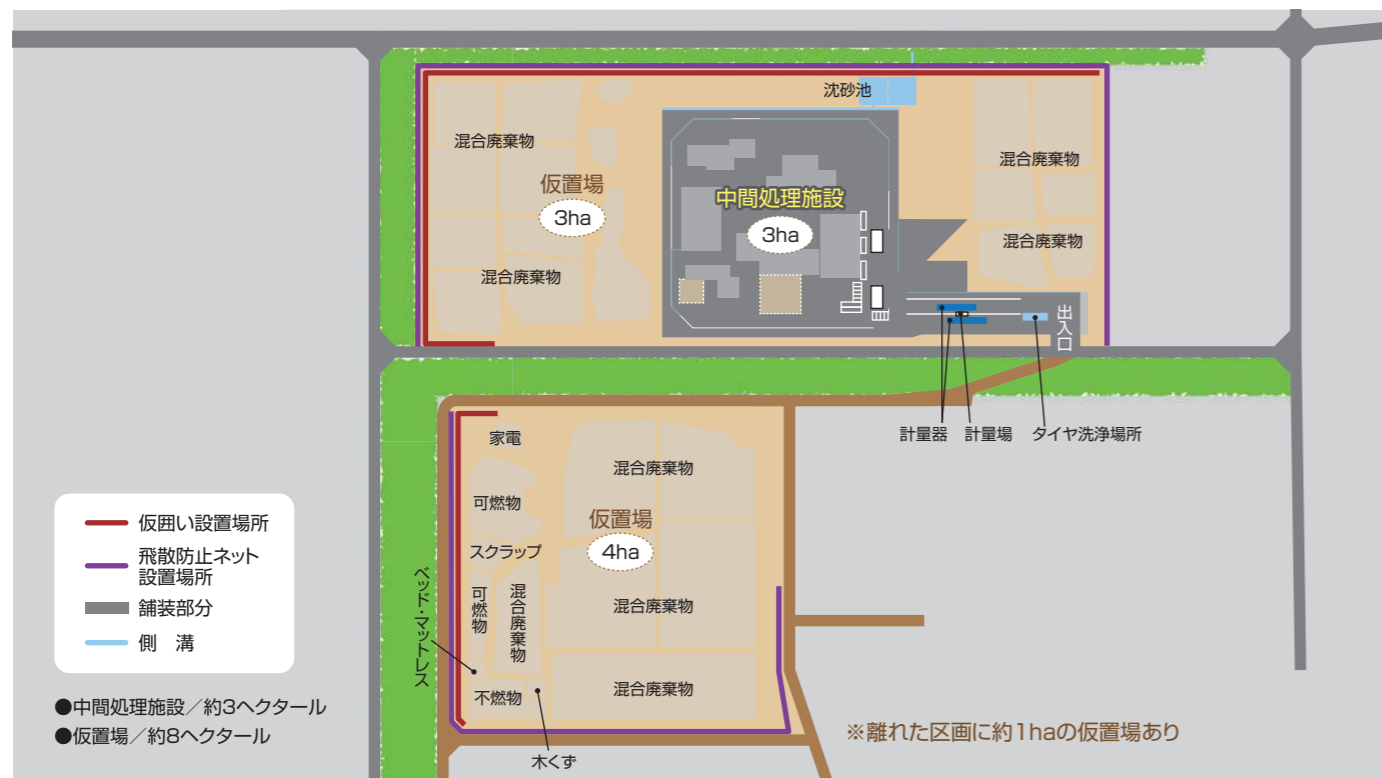 沈砂池
混合廃棄物
混合廃棄物
仮置場
3ha
中間処理施設
3ha
混合廃棄物
混合廃棄物
出入口
計量器
計量場
タイヤ洗浄場所
家電
混合廃棄物
可燃物
仮置場
4ha
スクラップ
ベッド・マットレス
可燃物
混合廃棄物
混合廃棄物
不燃物
混合廃棄物
木くず
仮囲い設置場所
飛散防止ネット
設置場所
舗装部分
側　溝
●中間処理施設／約3ヘクタール
●仮置場／約8ヘクタール
※離れた区画に約1haの仮置場あり